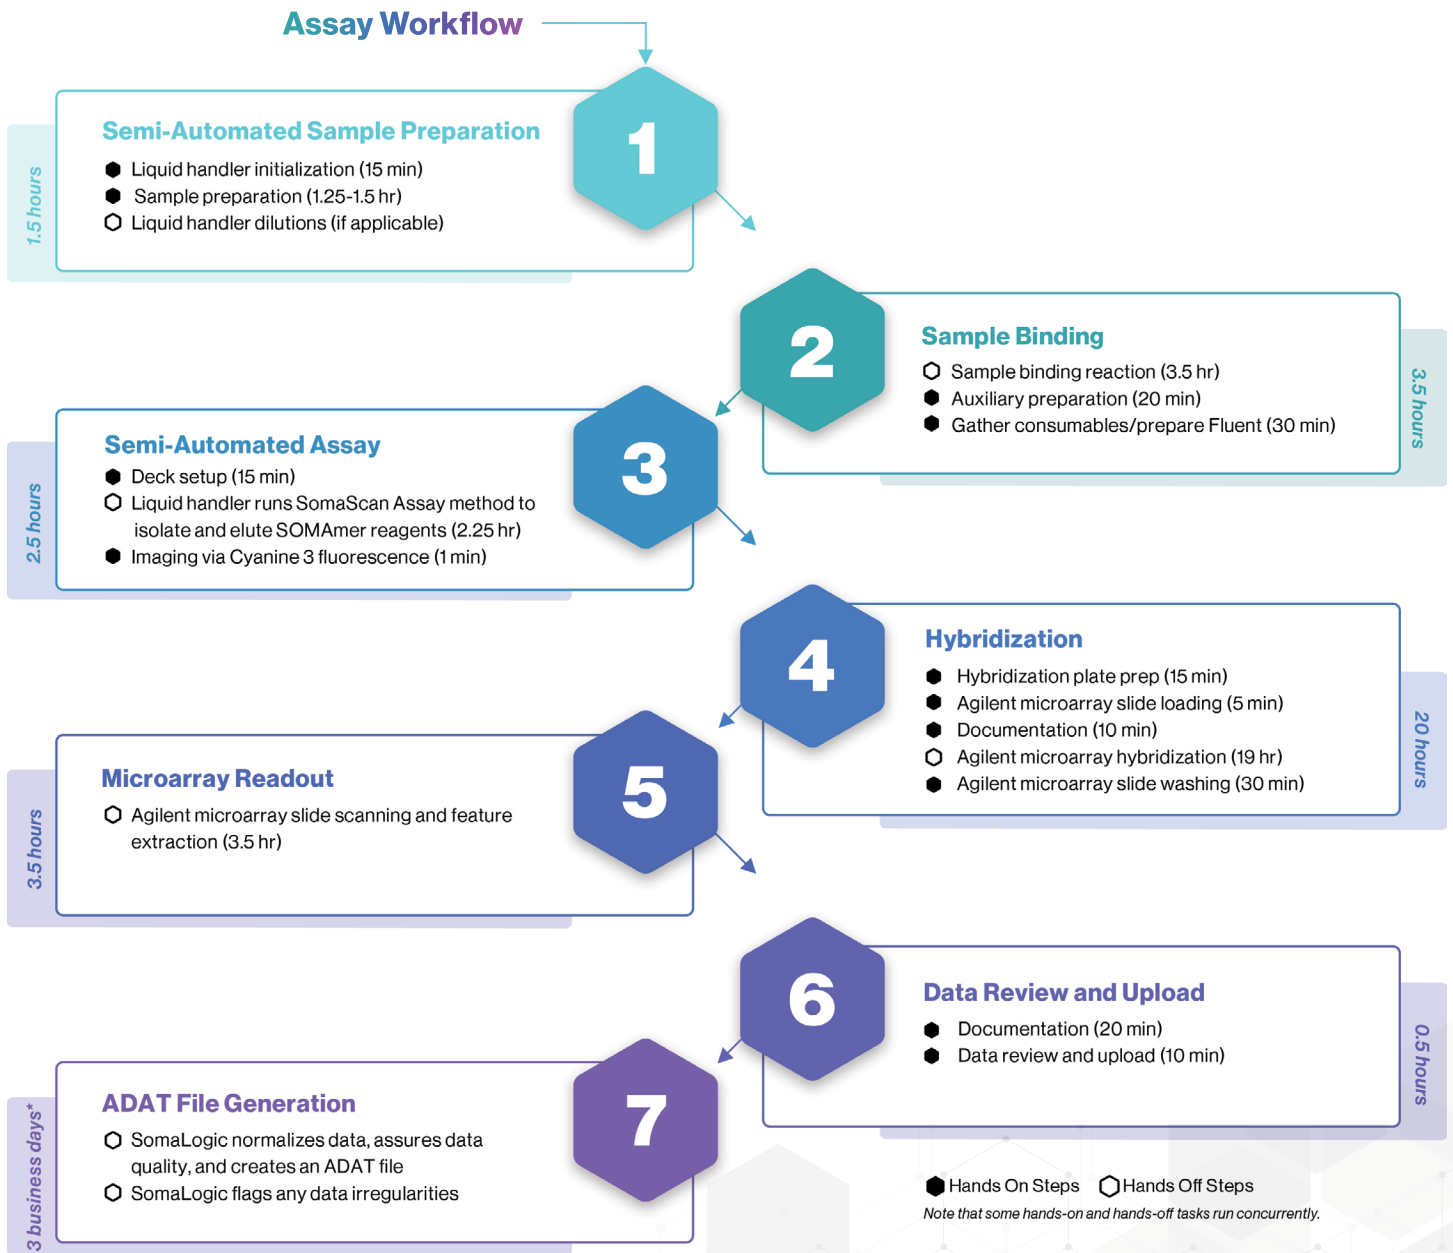 Assay Workflow
1
Semi-Automated Sample Preparation
Liquid handler initialization (15 min)
Sample preparation (1.25-1.5 hr)
Liquid handler dilutions (if applicable)
1.5 hours
2
Sample Binding
Sample binding reaction (3.5 hr)
Auxiliary preparation (20 min)
Gather consumables/prepare Fluent (30 min)
3.5 hours
3
Semi-Automated Assay
Deck setup (15 min)
Liquid handler runs SomaScan Assay method to
isolate and elute SOMAmer reagents (2.25 hr)
Imaging via Cyanine 3 fluorescence (1 min)
2.5 hours
4
Hybridization
Hybridization plate prep (15 min)
Agilent microarray slide loading (5 min)
Documentation (10 min)
Agilent microarray hybridization (19 hr)
Agilent microarray slide washing (30 min)
20 hours
5
Microarray Readout
Agilent microarray slide scanning and feature
extraction (3.5 hr)
3.5 hours
6
Data Review and Upload
Documentation (20 min)
Data review and upload (10 min)
0.5 hours
7
ADAT File Generation
SomaLogic normalizes data, assures data
quality, and creates an ADAT file
SomaLogic flags any data irregularities
3 business days*
Hands On Steps Hands Off Steps
Note that some hands-on and hands-off tasks run concurrently.